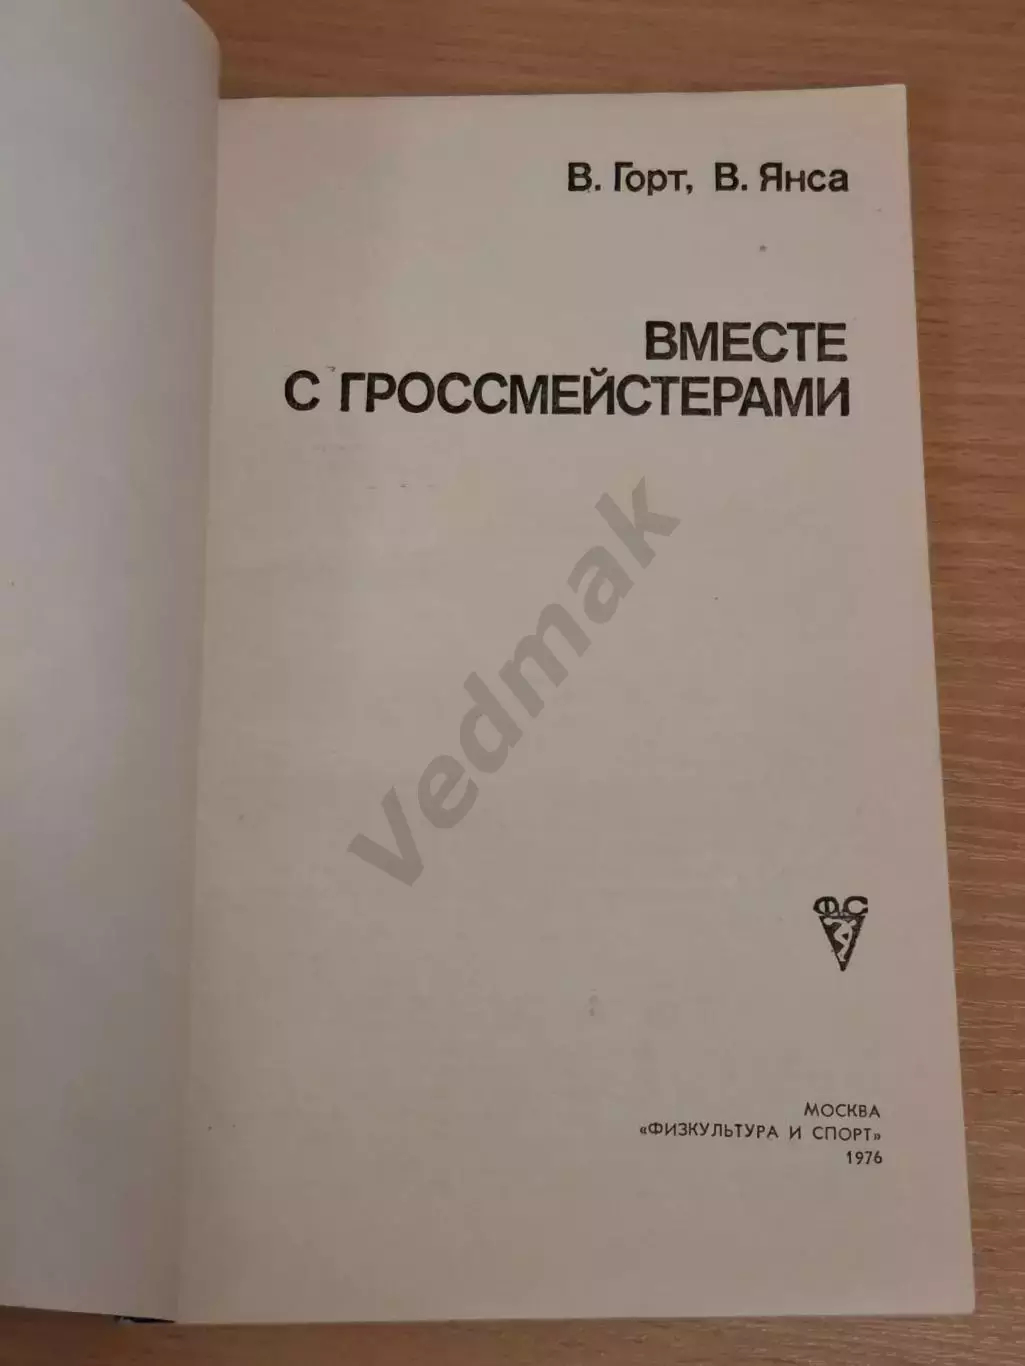 В. Горт, В. Янса
ВМЕСТЕ
С ГРОССМЕЙСТЕРАМИ
Vedmak
ФС
МОСКВА
«ФИЗКУЛЬТУРА И СПОРТ»
1976